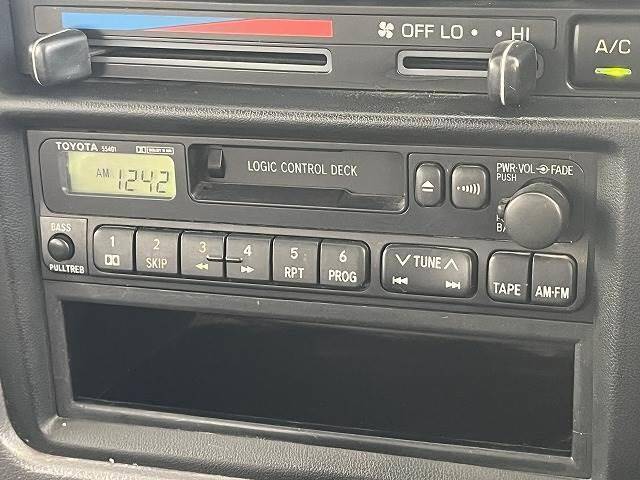 OFF LO • • HI
A/C
TOYOTA 55401
AM 1242
LOGIC CONTROL DECK
PWR·VOL FADE
PUSH
BASS
PULL TREB
1
2 SKIP
3
4
5 RPT
6 PROG
TUNE
TAPE
AM·FM